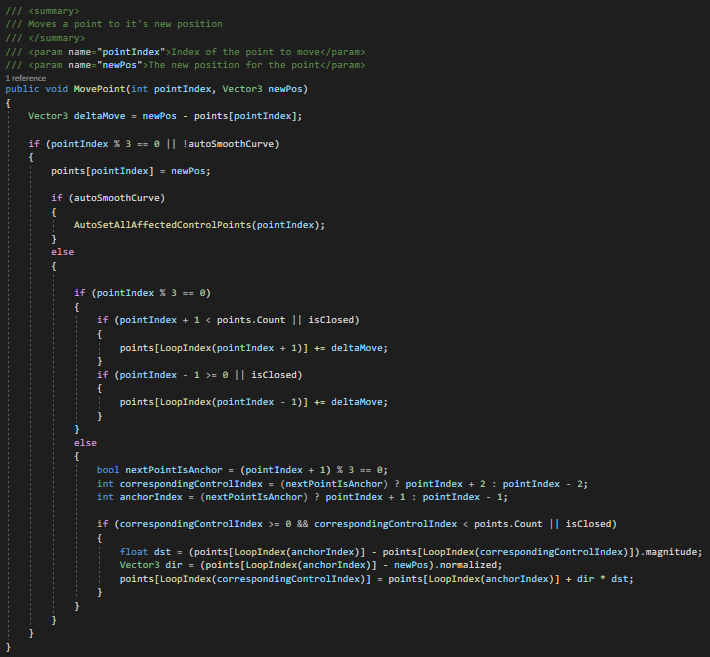 /// <summary>
/// Moves a point to it's new position
/// </summary>
/// <param name="pointIndex">Index of the point to move</param>
/// <param name="newPos">The new position for the point</param>
1 reference
public void MovePoint(int pointIndex, Vector3 newPos)
{
    Vector3 deltaMove = newPos - points[pointIndex];

    if (pointIndex % 3 == 0 || !autoSmoothCurve)
    {
        points[pointIndex] = newPos;

        if (autoSmoothCurve)
        {
            AutoSetAllAffectedControlPoints(pointIndex);
        }
        else
        {

            if (pointIndex % 3 == 0)
            {
                if (pointIndex + 1 < points.Count || isClosed)
                {
                    points[LoopIndex(pointIndex + 1)] += deltaMove;
                }
                if (pointIndex - 1 >= 0 || isClosed)
                {
                    points[LoopIndex(pointIndex - 1)] += deltaMove;
                }
            }
            else
            {
                bool nextPointIsAnchor = (pointIndex + 1) % 3 == 0;
                int correspondingControlIndex = (nextPointIsAnchor) ? pointIndex + 2 : pointIndex - 2;
                int anchorIndex = (nextPointIsAnchor) ? pointIndex + 1 : pointIndex - 1;

                if (correspondingControlIndex >= 0 && correspondingControlIndex < points.Count || isClosed)
                {
                    float dst = (points[LoopIndex(anchorIndex)] - points[LoopIndex(correspondingControlIndex)]).magnitude;
                    Vector3 dir = (points[LoopIndex(anchorIndex)] - newPos).normalized;
                    points[LoopIndex(correspondingControlIndex)] = points[LoopIndex(anchorIndex)] + dir * dst;
                }
            }
        }
    }
}